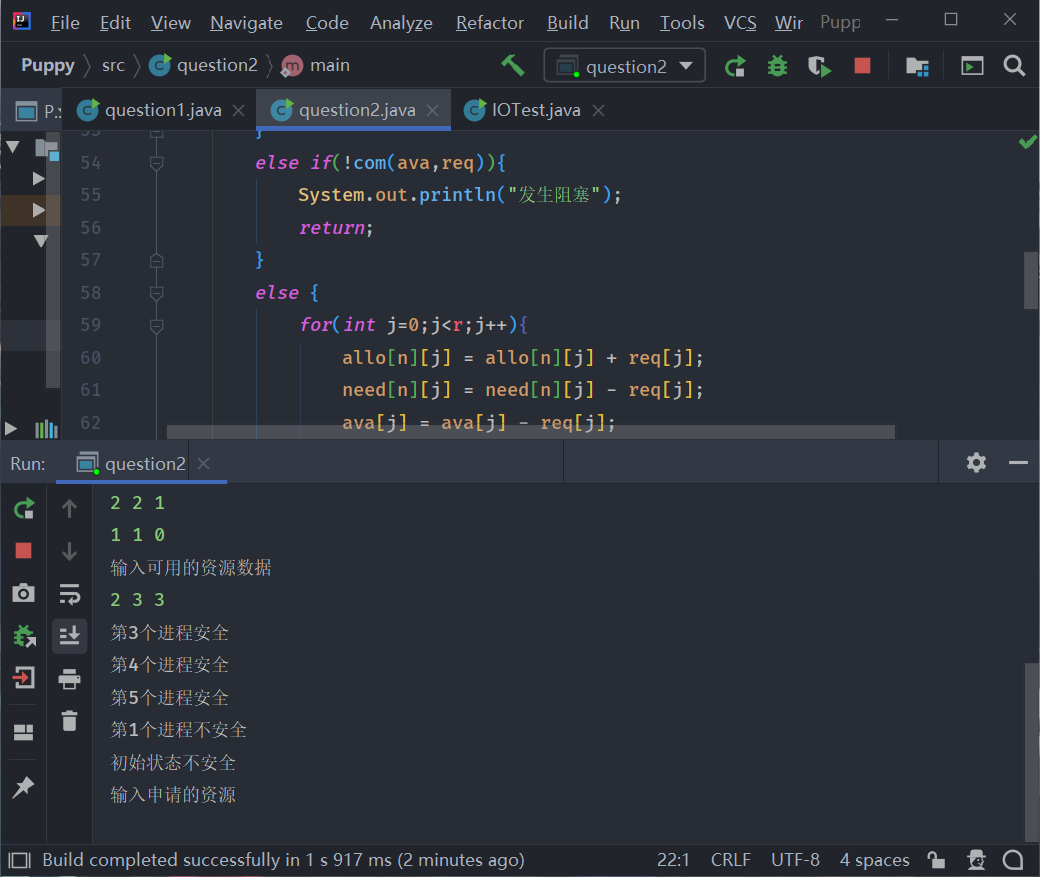 File Edit View Navigate Code Analyze Refactor Build Run Tools VCS Wir Pupp
Puppy src question2 main question2
P.: question1.java question2.java IOTest.java
53 }
54 else if(!com(ava,req)){
55 System.out.println("发生阻塞");
56 return;
57 }
58 else {
59 for(int j=0;j<r;j++){
60 allo[n][j] = allo[n][j] + req[j];
61 need[n][j] = need[n][j] - req[j];
62 ava[j] = ava[j] - req[j];
Run: question2
2 2 1
1 1 0
输入可用的资源数据
2 3 3
第3个进程安全
第4个进程安全
第5个进程安全
第1个进程不安全
初始状态不安全
输入申请的资源
Build completed successfully in 1 s 917 ms (2 minutes ago) 22:1 CRLF UTF-8 4 spaces